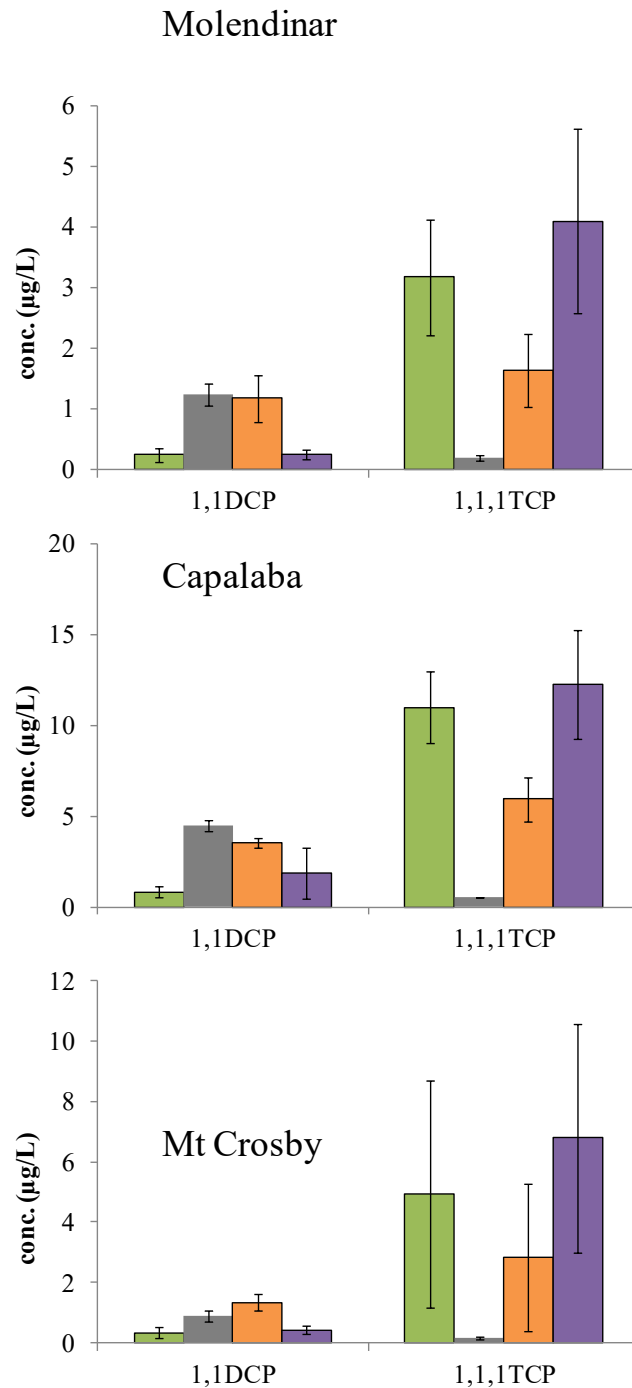 Molendinar
conc. (µg/L)
6
5
4
3
2
1
0
1,1DCP 1,1,1TCP
Capalaba
conc. (µg/L)
20
15
10
5
0
1,1DCP 1,1,1TCP
Mt Crosby
conc. (µg/L)
12
10
8
6
4
2
0
1,1DCP 1,1,1TCP